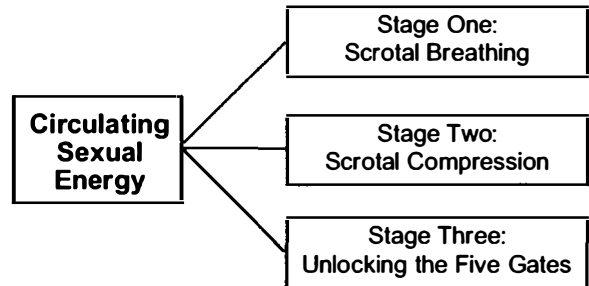 Circulating
Sexual
Energy
Stage One:
Scrotal Breathing
Stage Two:
Scrotal Compression
Stage Three:
Unlocking the Five Gates